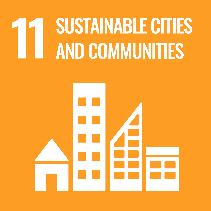 11 SUSTAINABLE CITIES
AND COMMUNITIES